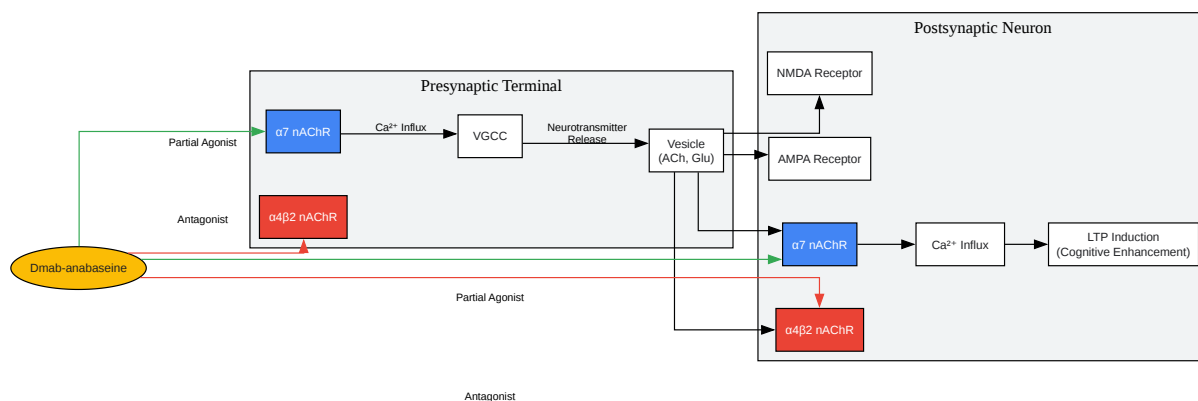 Postsynaptic Neuron
NMDA Receptor
Presynaptic Terminal
α7 nAChR
Ca²⁺ Influx
VGCC
Neurotransmitter
Release
Vesicle
(ACh, Glu)
AMPA Receptor
Partial Agonist
α4β2 nAChR
Antagonist
α7 nAChR
Ca²⁺ Influx
LTP Induction
(Cognitive Enhancement)
Dmab-anabaseine
Partial Agonist
α4β2 nAChR
Antagonist